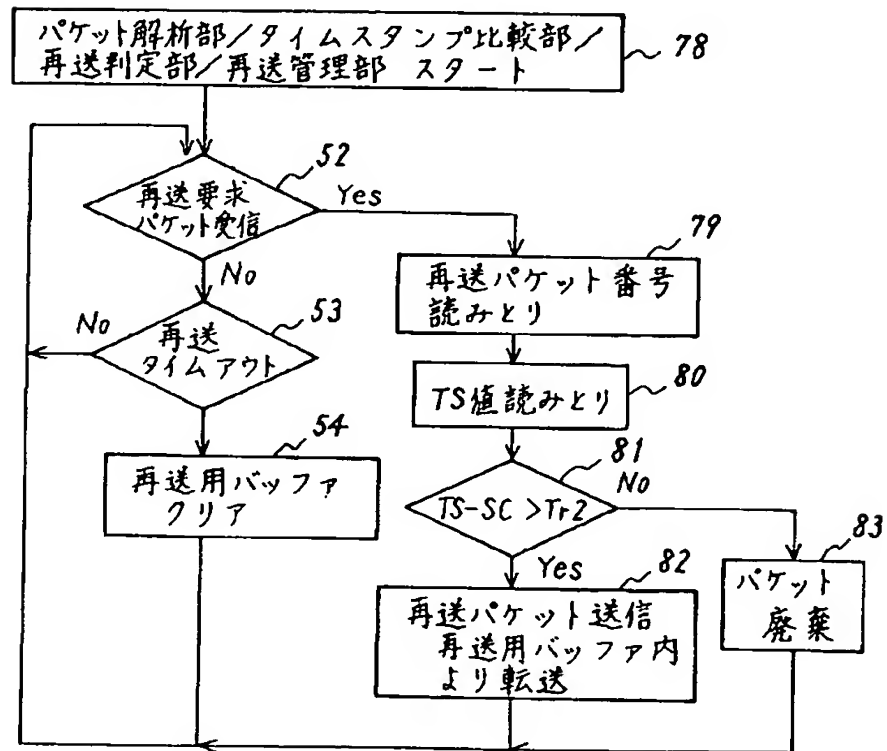 パケット解析部/タイムスタンプ比較部/
再送判定部/再送管理部 スタート
78
52
再送要求
パケット受信
Yes
No
79
再送パケット番号
読みとり
53
No
再送
タイムアウト
80
TS値読みとり
54
再送用バッファ
クリア
81
TS-SC>Tr2
No
Yes
82
再送パケット送信
再送用バッファ内
より転送
83
パケット
廃棄